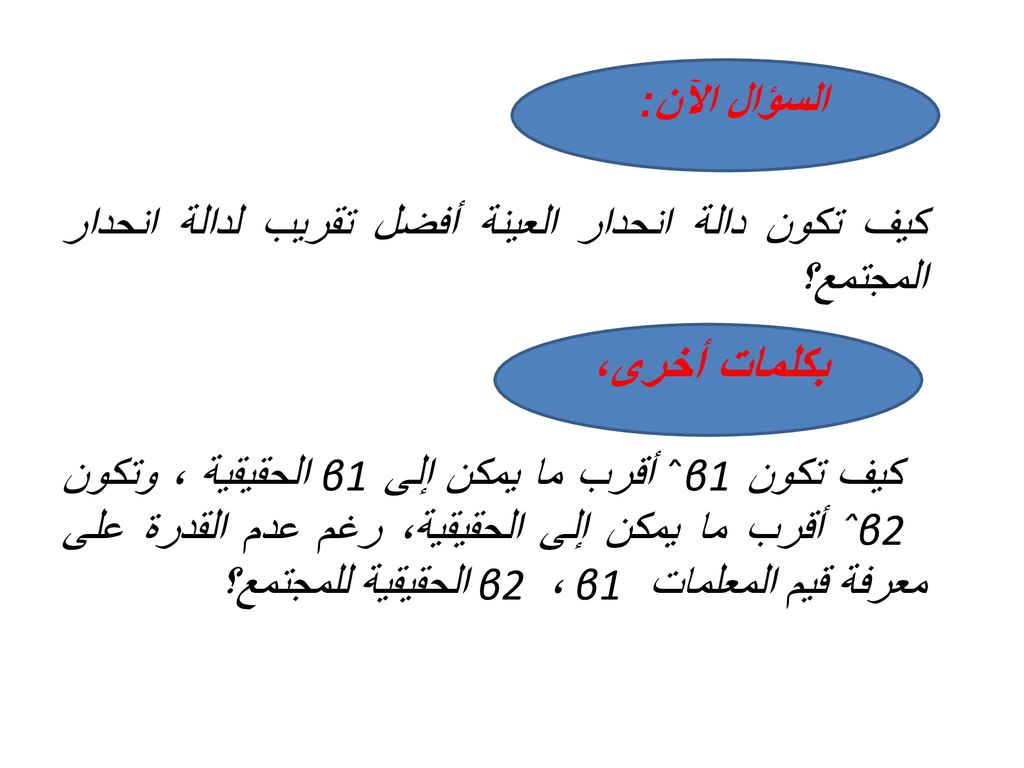 السؤال الآن:
كيف تكون دالة انحدار العينة أفضل تقريب لدالة انحدار
المجتمع؟
بكلمات أخرى،
كيف تكون β1^ أقرب ما يمكن إلى β1 الحقيقية ، وتكون
β2^ أقرب ما يمكن إلى الحقيقية، رغم عدم القدرة على
معرفة قيم المعلمات β1 ، β2 الحقيقية للمجتمع؟